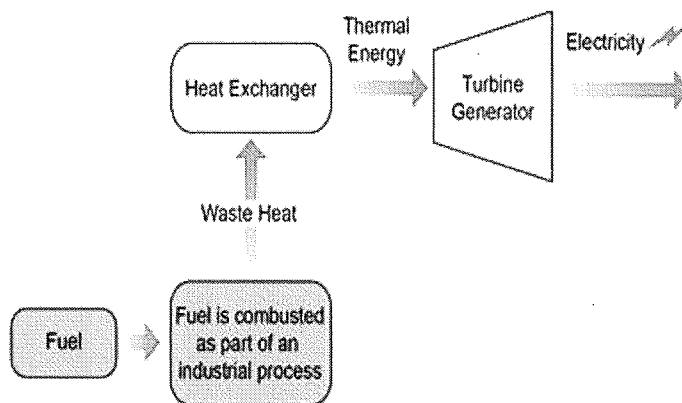 Thermal
Energy
Electricity
Heat Exchanger
Turbine
Generator
Waste Heat
Fuel
Fuel is combusted
as part of an
industrial process